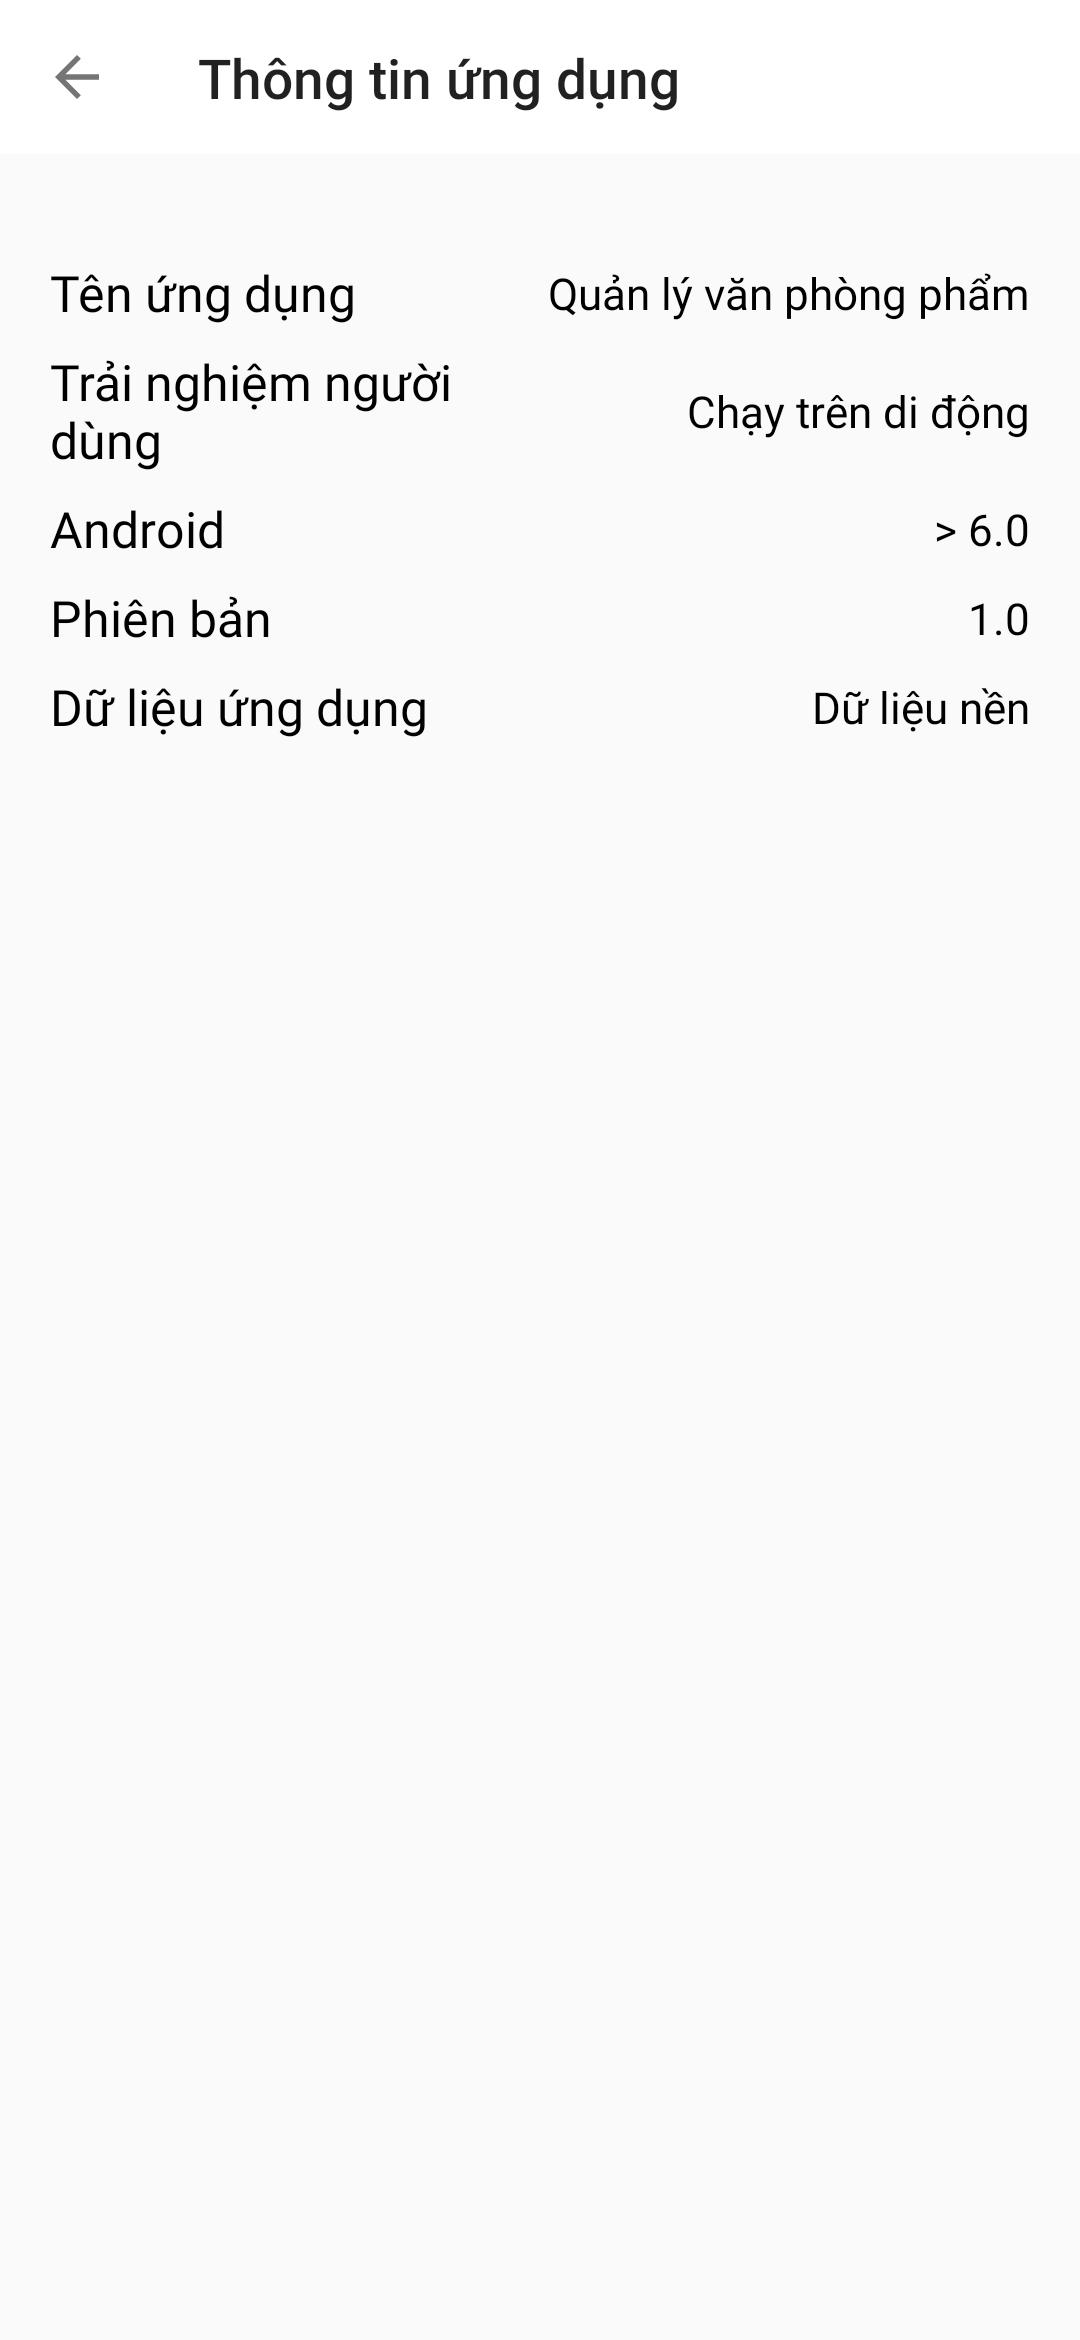 Thông tin ứng dụng
Tên ứng dụng Quản lý văn phòng phẩm
Trải nghiệm người
dùng Chạy trên di động
Android > 6.0
Phiên bản 1.0
Dữ liệu ứng dụng Dữ liệu nền